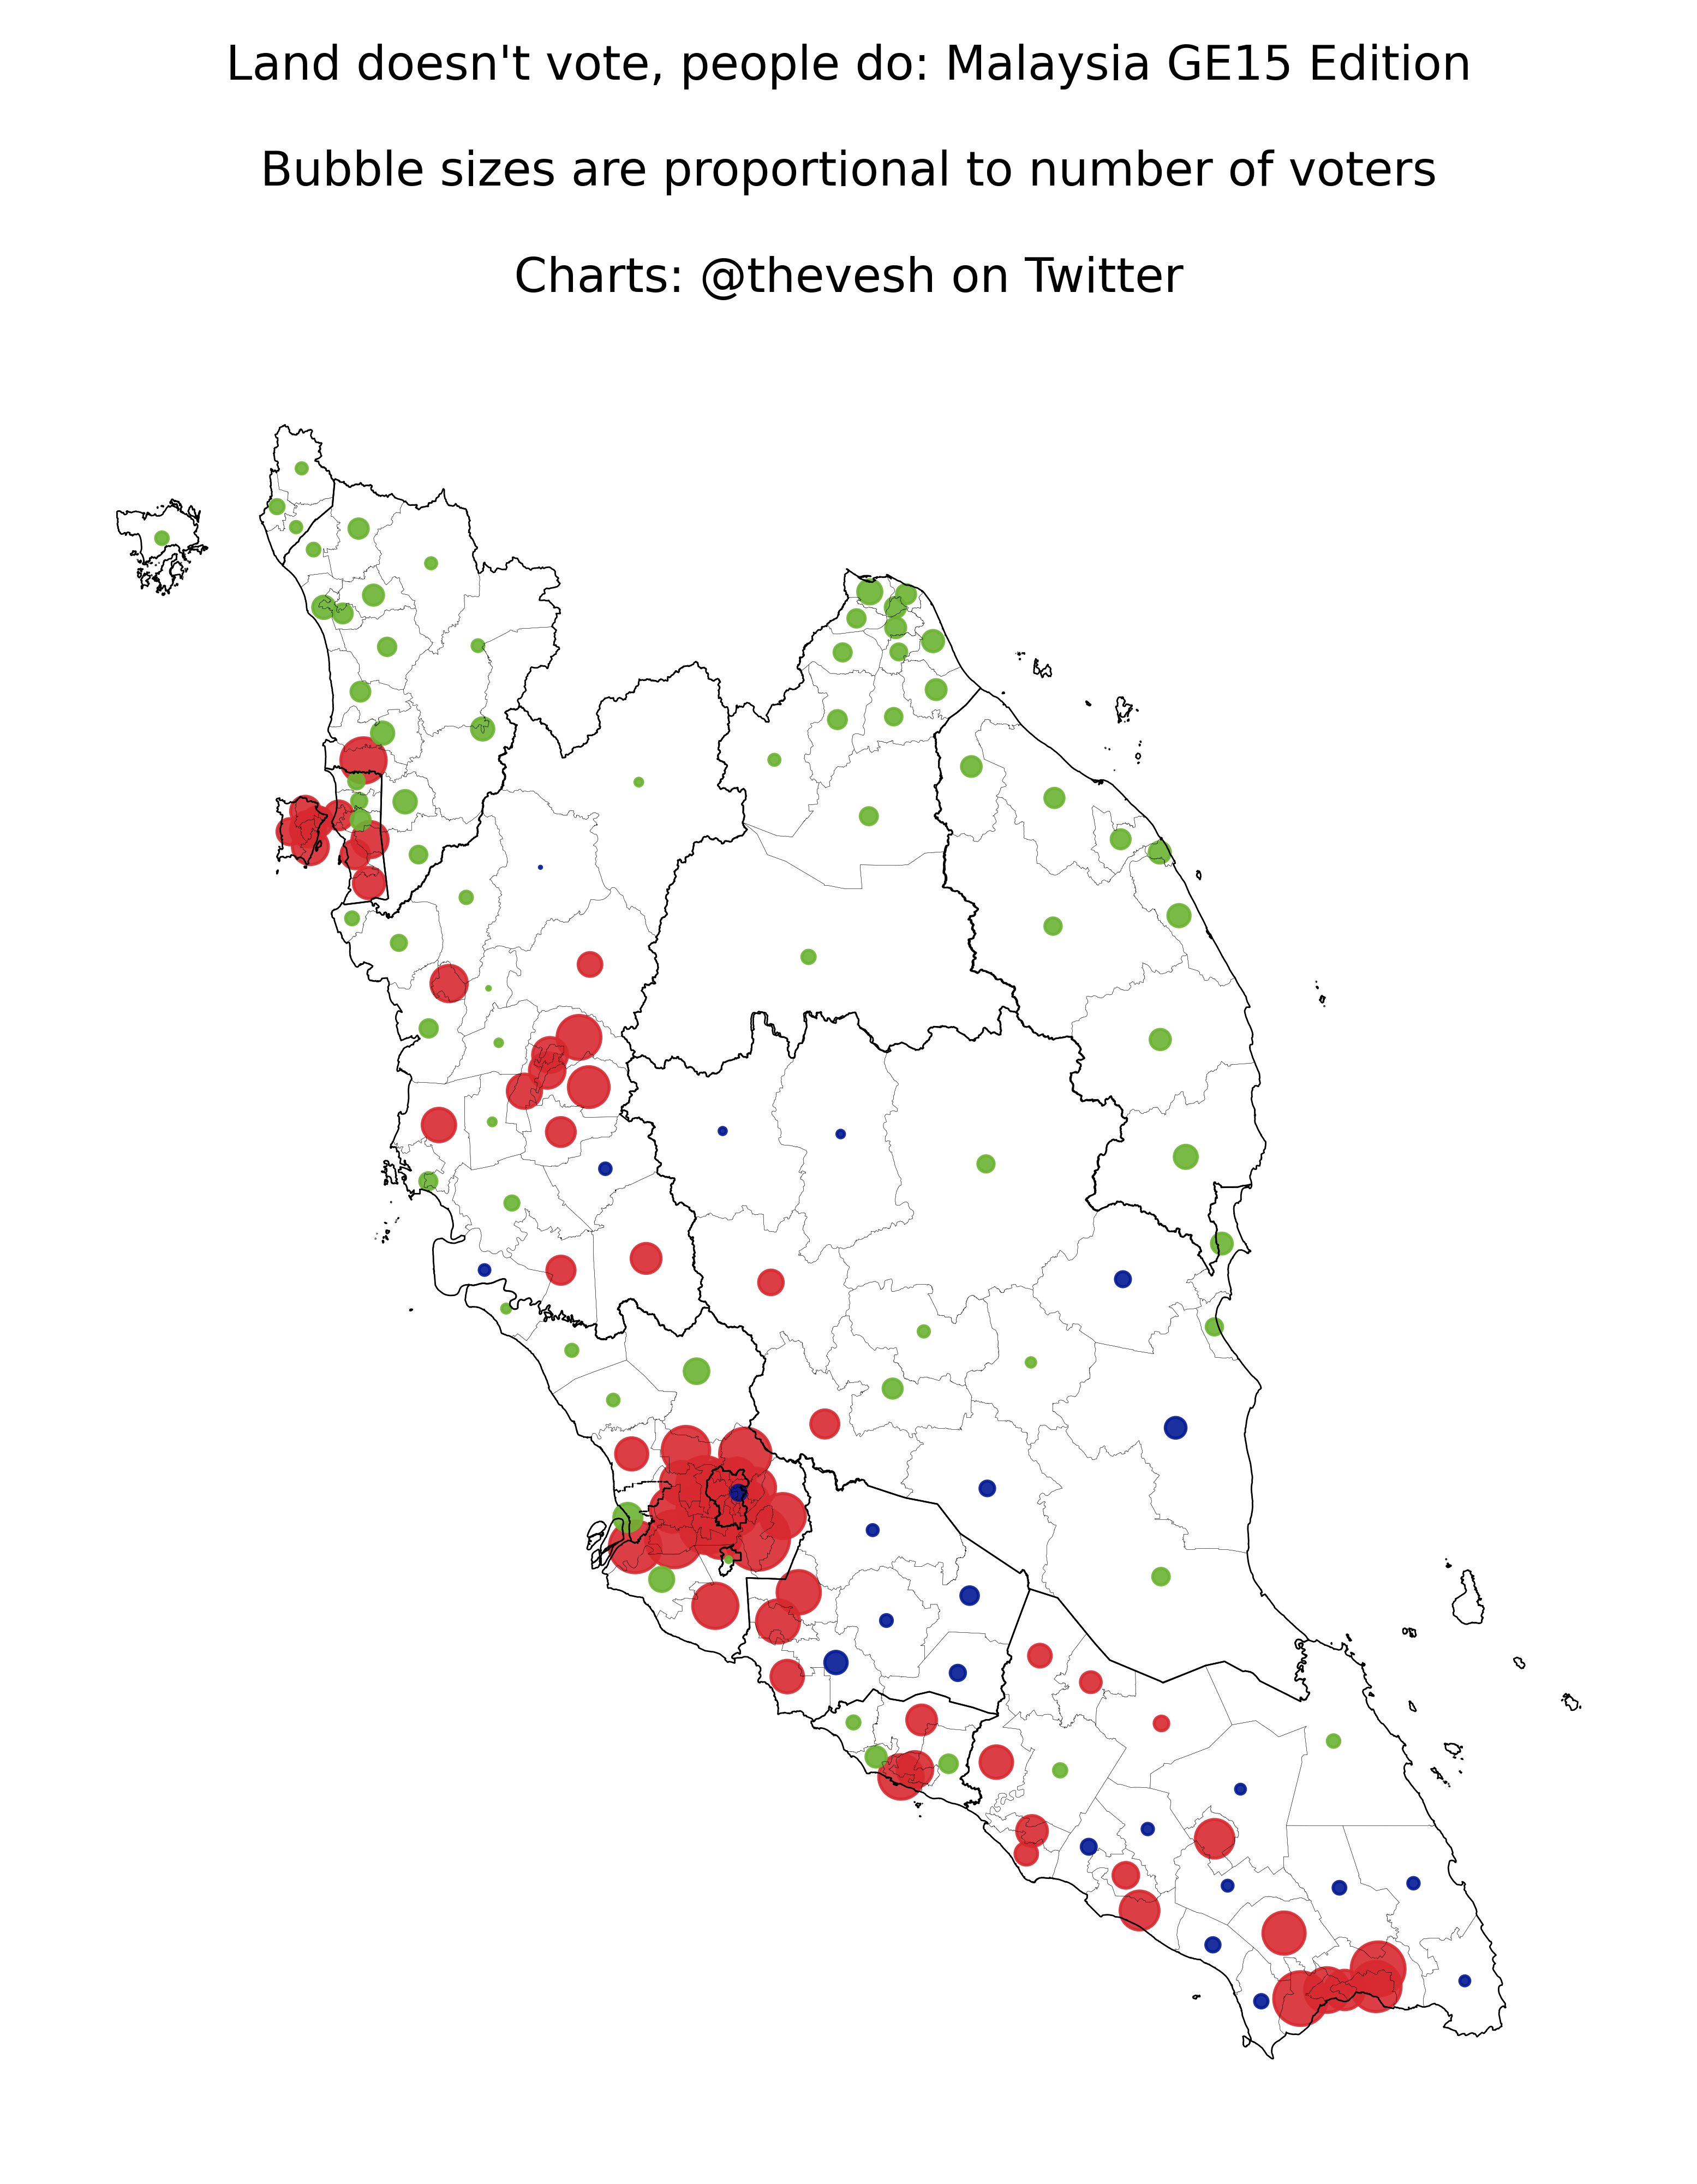 Land doesn't vote, people do: Malaysia GE15 Edition
Bubble sizes are proportional to number of voters
Charts: @thevesh on Twitter